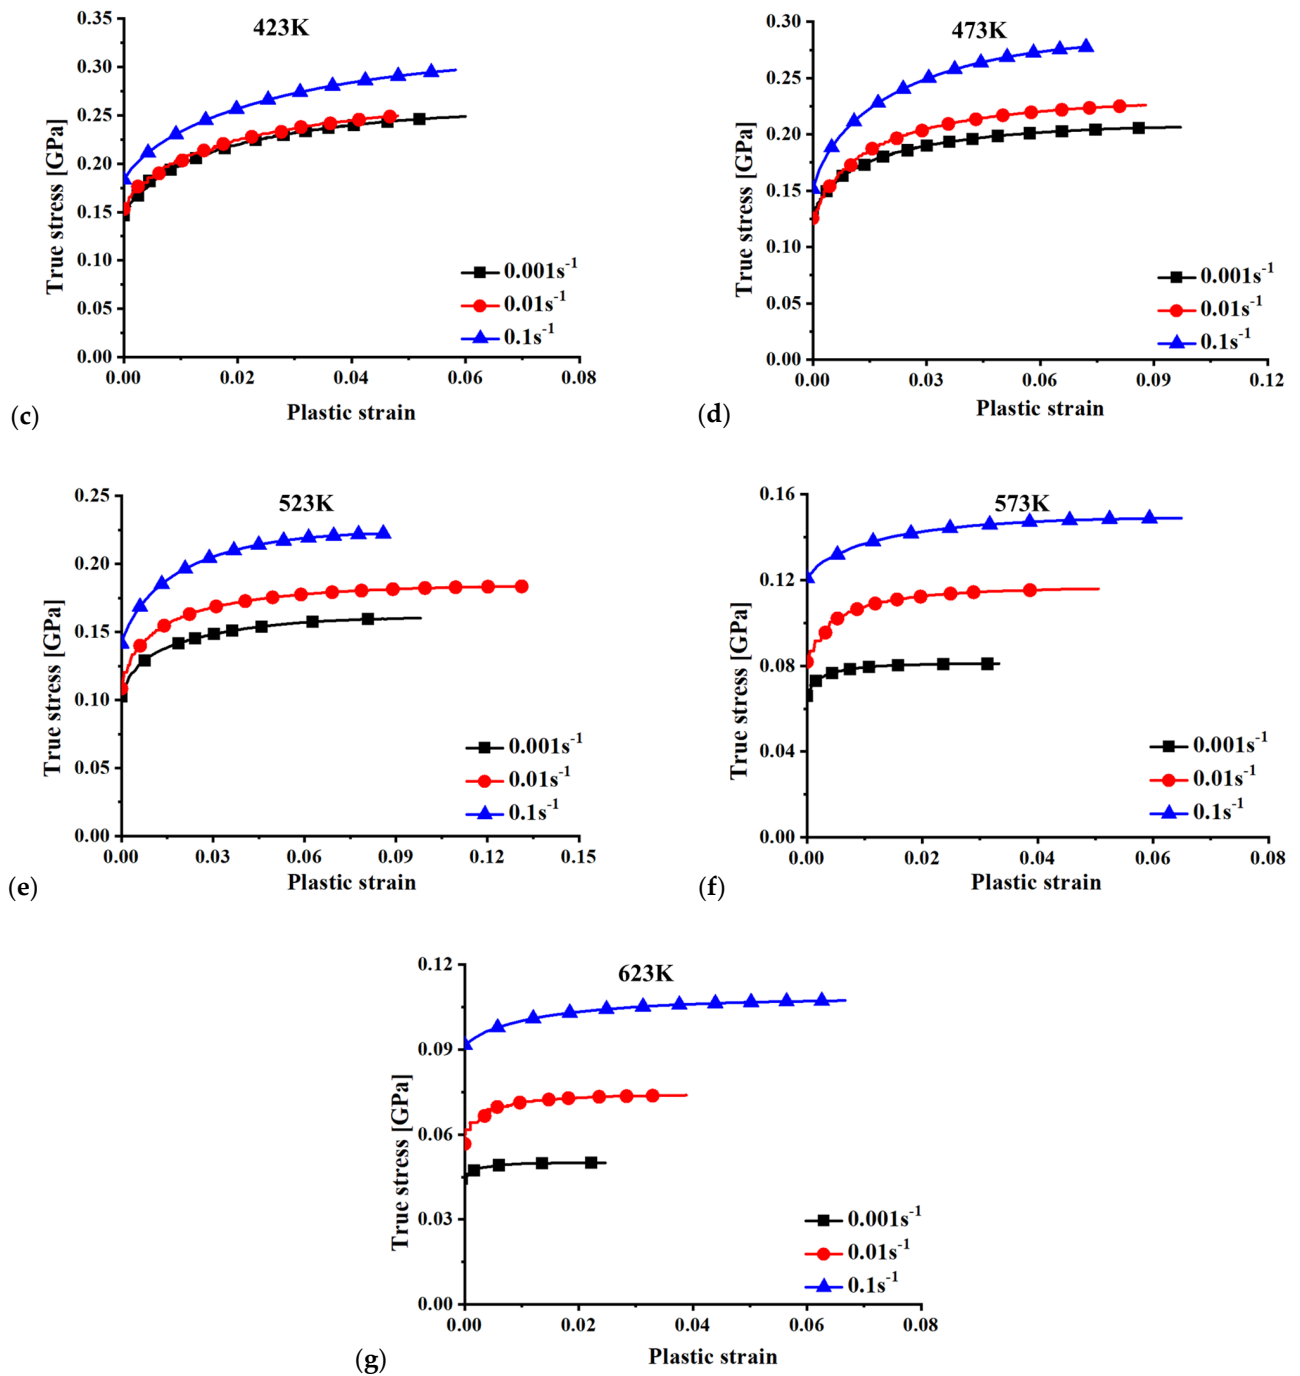 423K
True stress [GPa]
0.35
0.30
0.25
0.20
0.15
0.10
0.05
0.00
0.00 0.02 0.04 0.06 0.08
Plastic strain
0.001s⁻¹
0.01s⁻¹
0.1s⁻¹
(c)
473K
True stress [GPa]
0.30
0.25
0.20
0.15
0.10
0.05
0.00
0.00 0.03 0.06 0.09 0.12
Plastic strain
0.001s⁻¹
0.01s⁻¹
0.1s⁻¹
(d)
523K
True stress [GPa]
0.25
0.20
0.15
0.10
0.05
0.00
0.00 0.03 0.06 0.09 0.12 0.15
Plastic strain
0.001s⁻¹
0.01s⁻¹
0.1s⁻¹
(e)
573K
True stress [GPa]
0.16
0.12
0.08
0.04
0.00
0.00 0.02 0.04 0.06 0.08
Plastic strain
0.001s⁻¹
0.01s⁻¹
0.1s⁻¹
(f)
623K
True stress [GPa]
0.12
0.09
0.06
0.03
0.00
0.00 0.02 0.04 0.06 0.08
Plastic strain
0.001s⁻¹
0.01s⁻¹
0.1s⁻¹
(g)